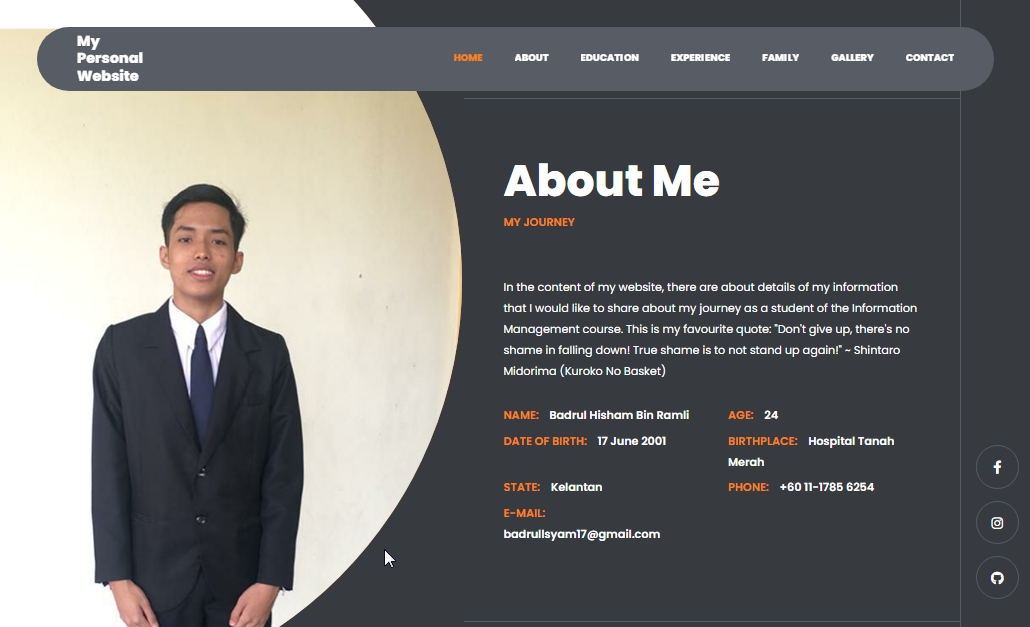 My
Personal
Website
HOME ABOUT EDUCATION EXPERIENCE FAMILY GALLERY CONTACT
About Me
MY JOURNEY
In the content of my website, there are about details of my information
that I would like to share about my journey as a student of the Information
Management course. This is my favourite quote: "Don't give up, there's no
shame in falling down! True shame is to not stand up again!" ~ Shintaro
Midorima (Kuroko No Basket)
NAME: Badrul Hisham Bin Ramli AGE: 24
DATE OF BIRTH: 17 June 2001 BIRTHPLACE: Hospital Tanah
Merah
STATE: Kelantan PHONE: +60 11-1785 6254
E-MAIL:
badrullsyam17@gmail.com